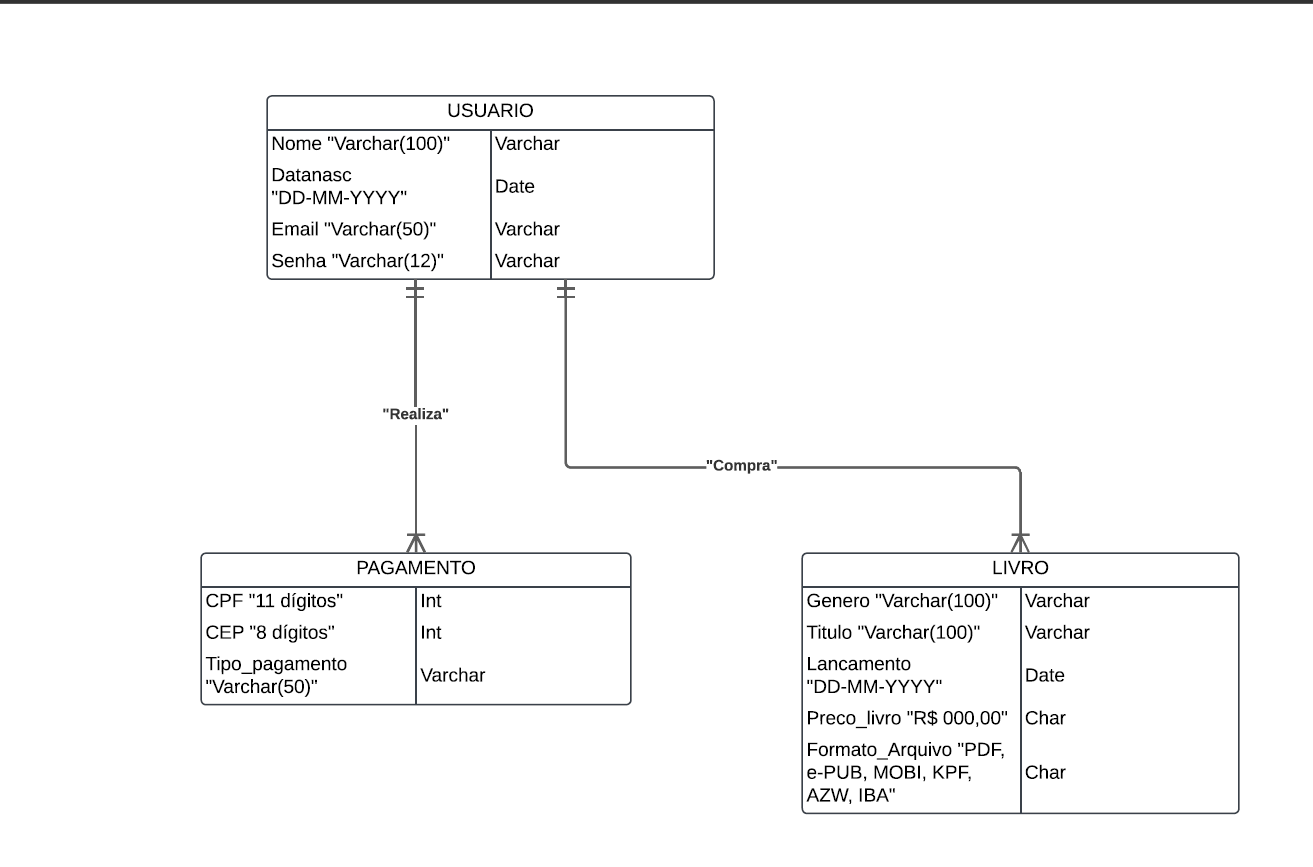 USUARIO
Nome "Varchar(100)"
Varchar
Datanasc
"DD-MM-YYYY"
Date
Email "Varchar(50)"
Varchar
Senha "Varchar(12)"
Varchar
"Realiza"
"Compra"
PAGAMENTO
CPF "11 dígitos"
Int
CEP "8 dígitos"
Int
Tipo_pagamento
"Varchar(50)"
Varchar
LIVRO
Genero "Varchar(100)"
Varchar
Titulo "Varchar(100)"
Varchar
Lancamento
"DD-MM-YYYY"
Date
Preco_livro "R$ 000,00"
Char
Formato_Arquivo "PDF,
e-PUB, MOBI, KPF,
AZW, IBA"
Char